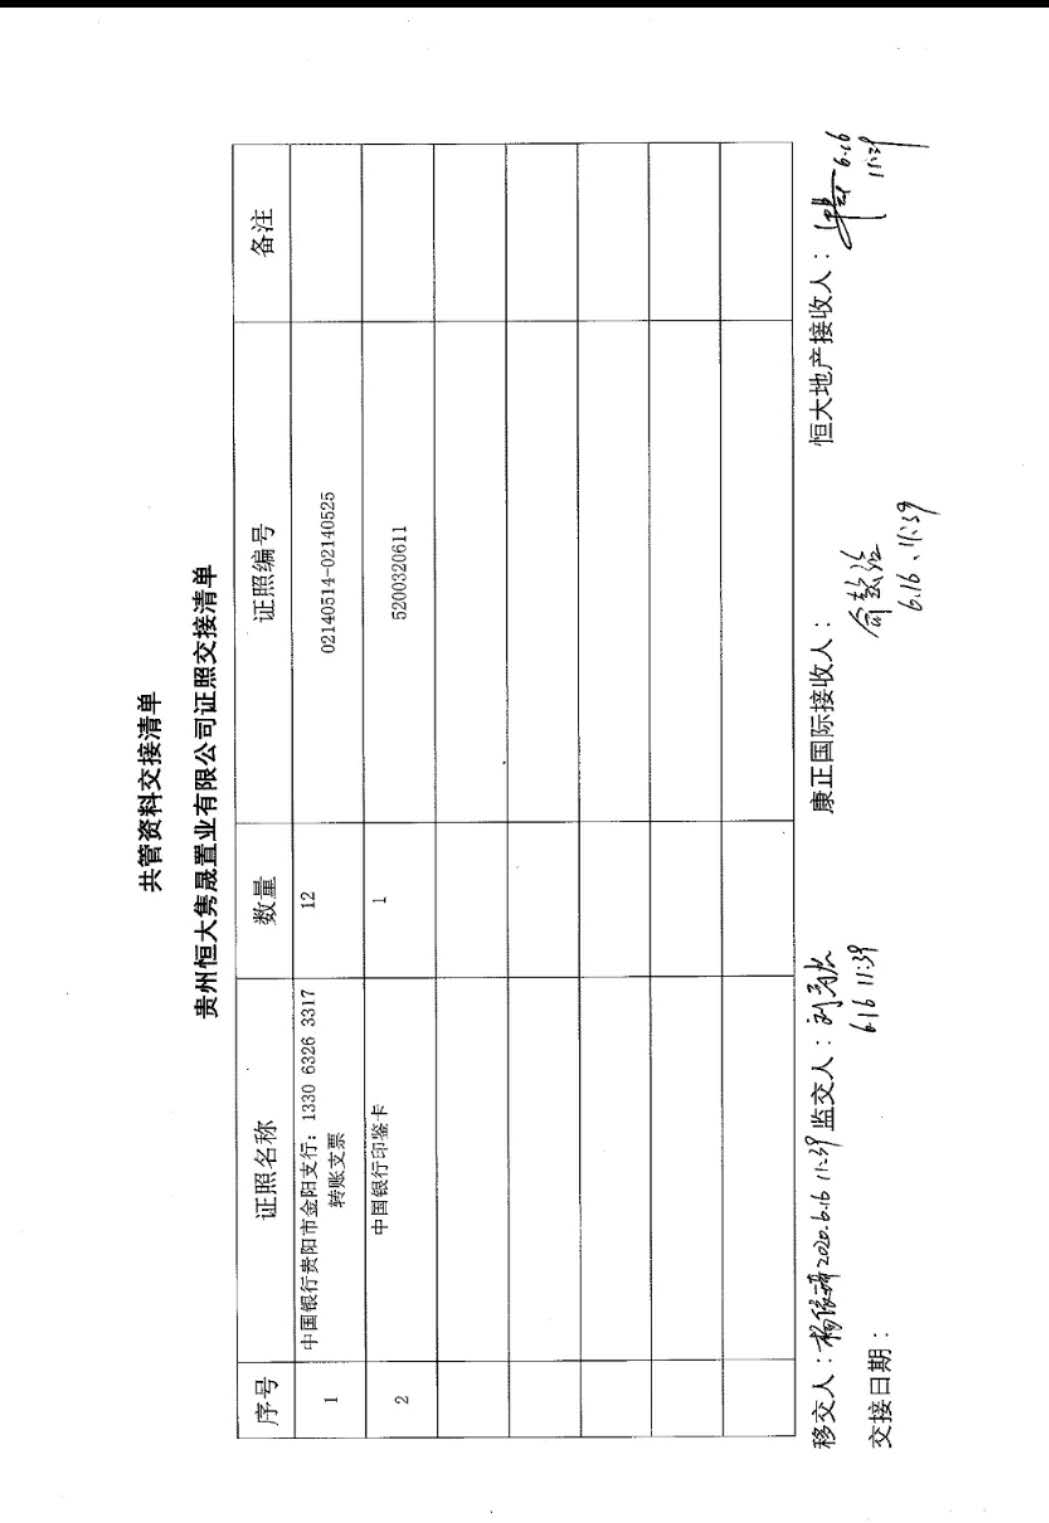 共管资料交接清单
贵州恒大隽晟置业有限公司证照交接清单
序号 证照名称 数量 证照编号 备注
1 中国银行贵阳市金阳支行：1330 6326 3317 12 02140514-02140525
转账支票
2 中国银行印鉴卡 1 5200320611
移交人： 2020.6.16 11:39 监交人： 康正国际接收人： 恒大地产接收人： 6.16
11:39
交接日期： 6.16 11:39 6.16、11:39